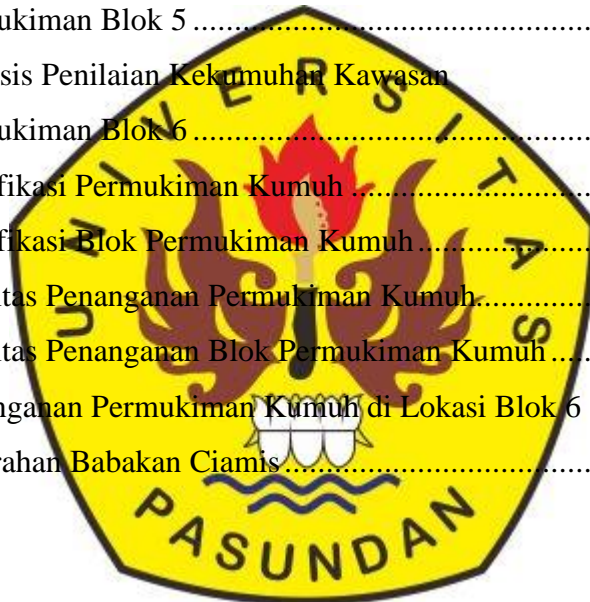 ukiman Blok 5 ..............................
sis Penilaian Kekumuhan Kawasan
ukiman Blok 6 ..............................
fikasi Permukiman Kumuh ..............................
fikasi Blok Permukiman Kumuh ..............................
tas Penanganan Permukiman Kumuh ..............................
tas Penanganan Blok Permukiman Kumuh .....
nganan Permukiman Kumuh di Lokasi Blok 6
rahan Babakan Ciamis ..............................
UNIVERSITAS
PASUNDAN